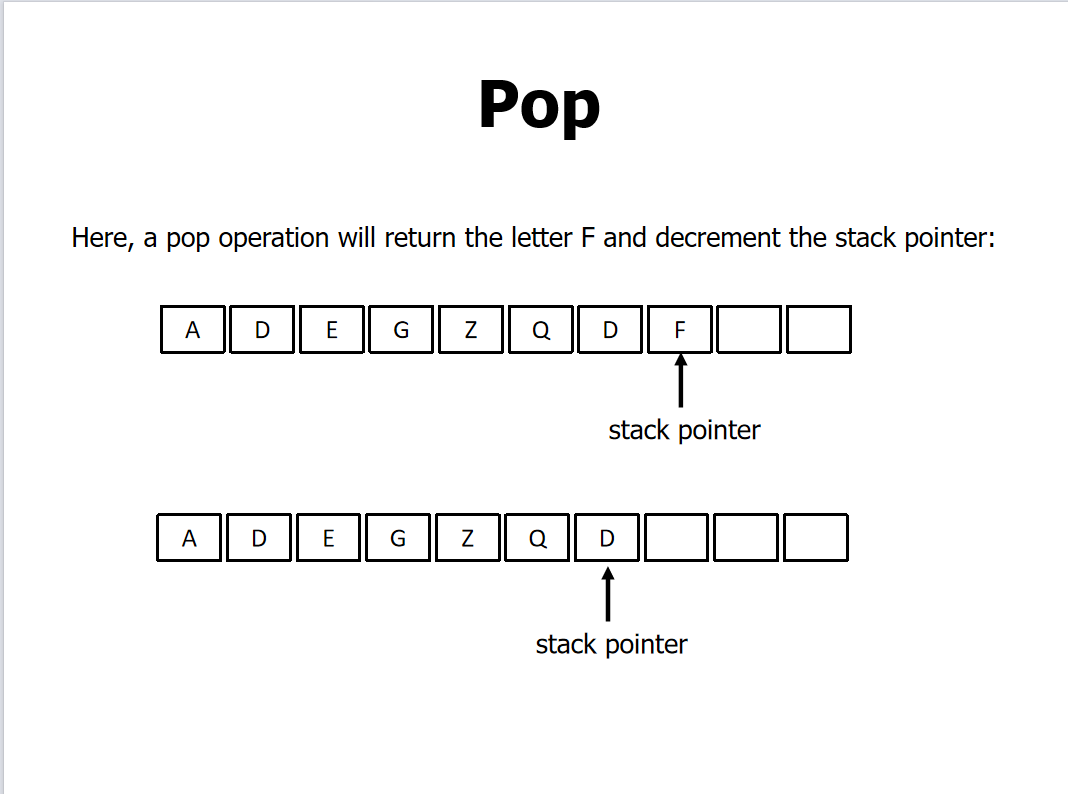 Pop
Here, a pop operation will return the letter F and decrement the stack pointer:
A D E G Z Q D F
stack pointer
A D E G Z Q D
stack pointer